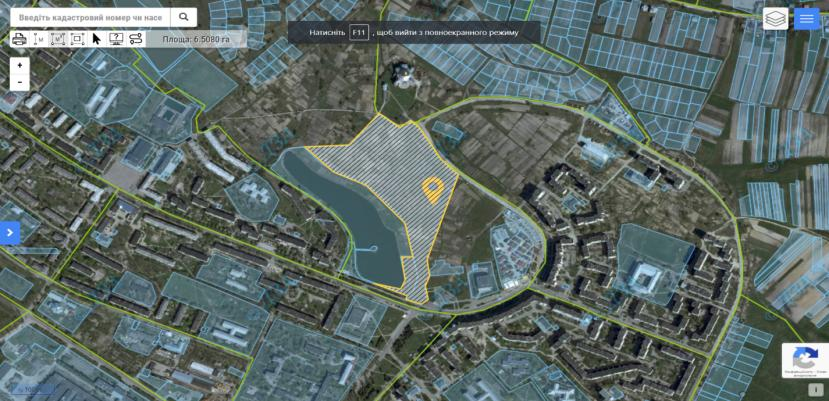 Введіть кадастровий номер чи насе
Натисніть F11 , щоб вийти з повноекранного режиму
Площа: 6.5080 га
+
-